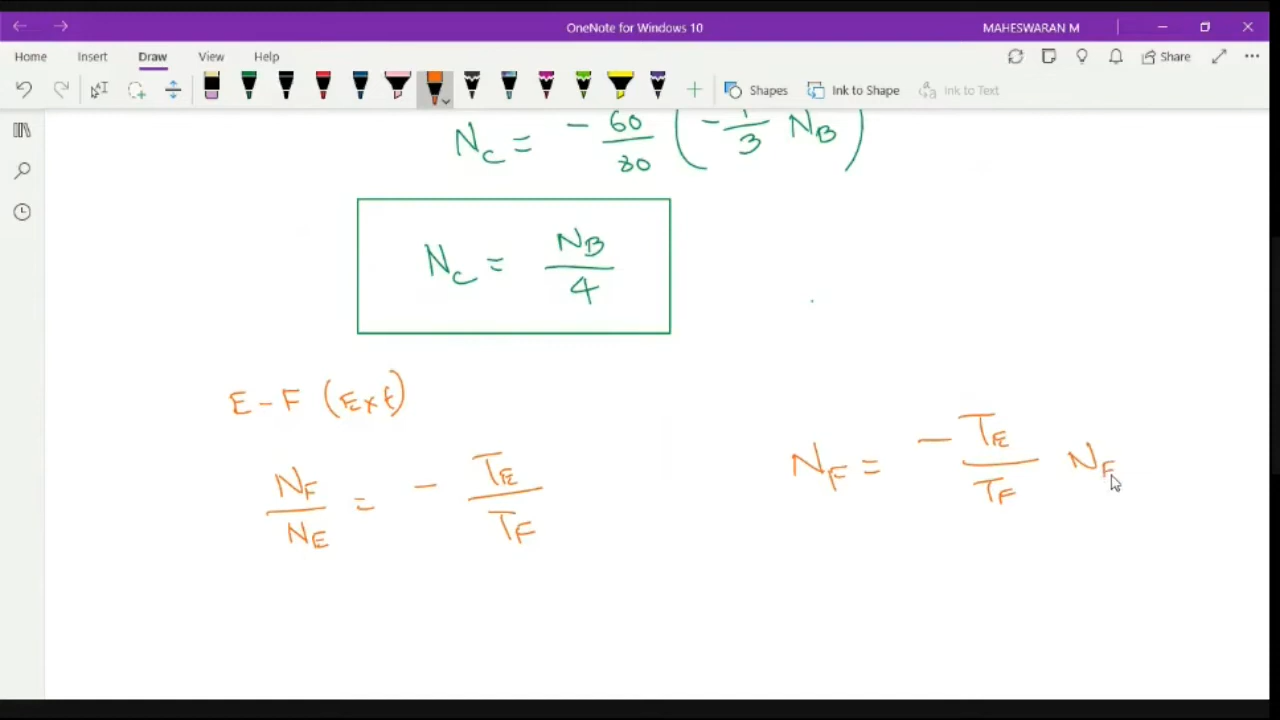 OneNote for Windows 10
MAHESWARAN M
Home Insert Draw View Help
Share
Shapes Ink to Shape Ink to Text
N_C = - 60/80 ( - 1/3 N_B )
N_C = N_B/4
E - F (Ext)
N_F/N_E = - T_E/T_F
N_F = - T_E/T_F N_F